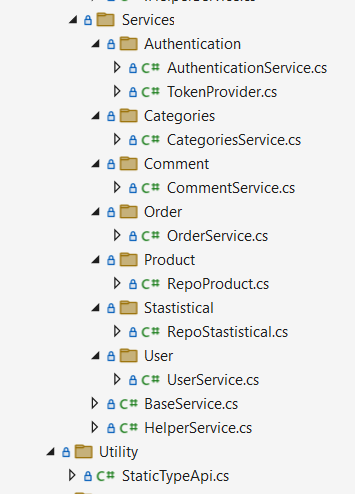 Services
Authentication
C# AuthenticationService.cs
C# TokenProvider.cs
Categories
C# CategoriesService.cs
Comment
C# CommentService.cs
Order
C# OrderService.cs
Product
C# RepoProduct.cs
Stastistical
C# RepoStastistical.cs
User
C# UserService.cs
C# BaseService.cs
C# HelperService.cs
Utility
C# StaticTypeApi.cs